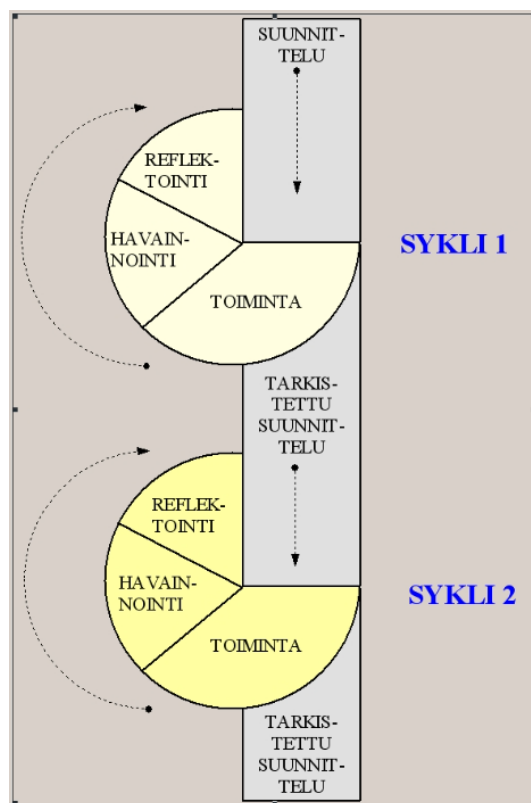 SUUNNIT-
TELU
REFLEK-
TOINTI
HAVAIN-
NOINTI
TOIMINTA
SYKLI 1
TARKIS-
TETTU
SUUNNIT-
TELU
REFLEK-
TOINTI
HAVAIN-
NOINTI
TOIMINTA
SYKLI 2
TARKIS-
TETTU
SUUNNIT-
TELU